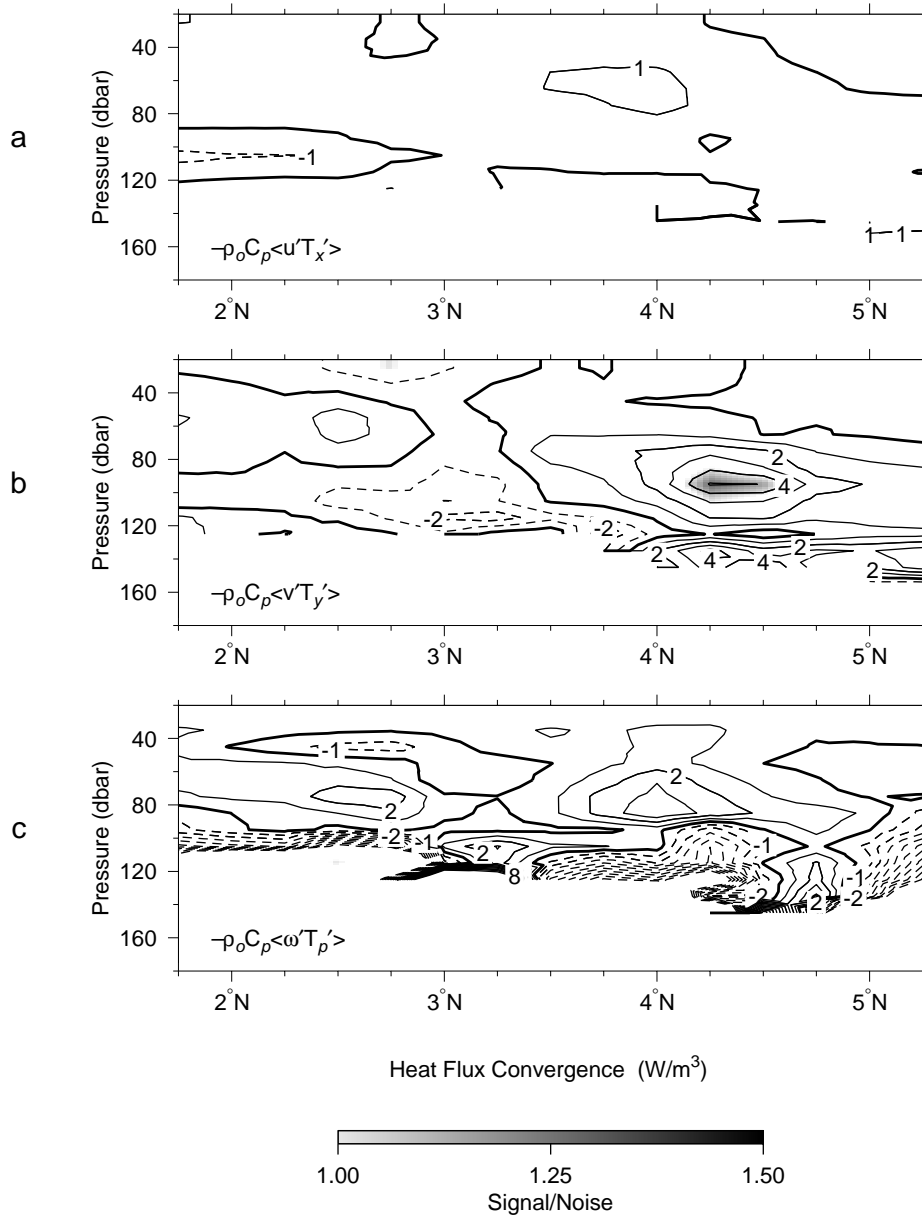 a
Pressure (dbar)
40
80
120
160
1
-1
1
1
−ρoCp<u′Tx′>
2°N
3°N
4°N
5°N
b
Pressure (dbar)
40
80
120
160
2
4
-2
-2
2
4
4
2
2
−ρoCp<v′Ty′>
2°N
3°N
4°N
5°N
c
Pressure (dbar)
40
80
120
160
-1
2
2
-2
-1
-1
2
8
-2
2
-1
-2
−ρoCp<ω′Tp′>
2°N
3°N
4°N
5°N
Heat Flux Convergence (W/m³)
1.00
1.25
1.50
Signal/Noise